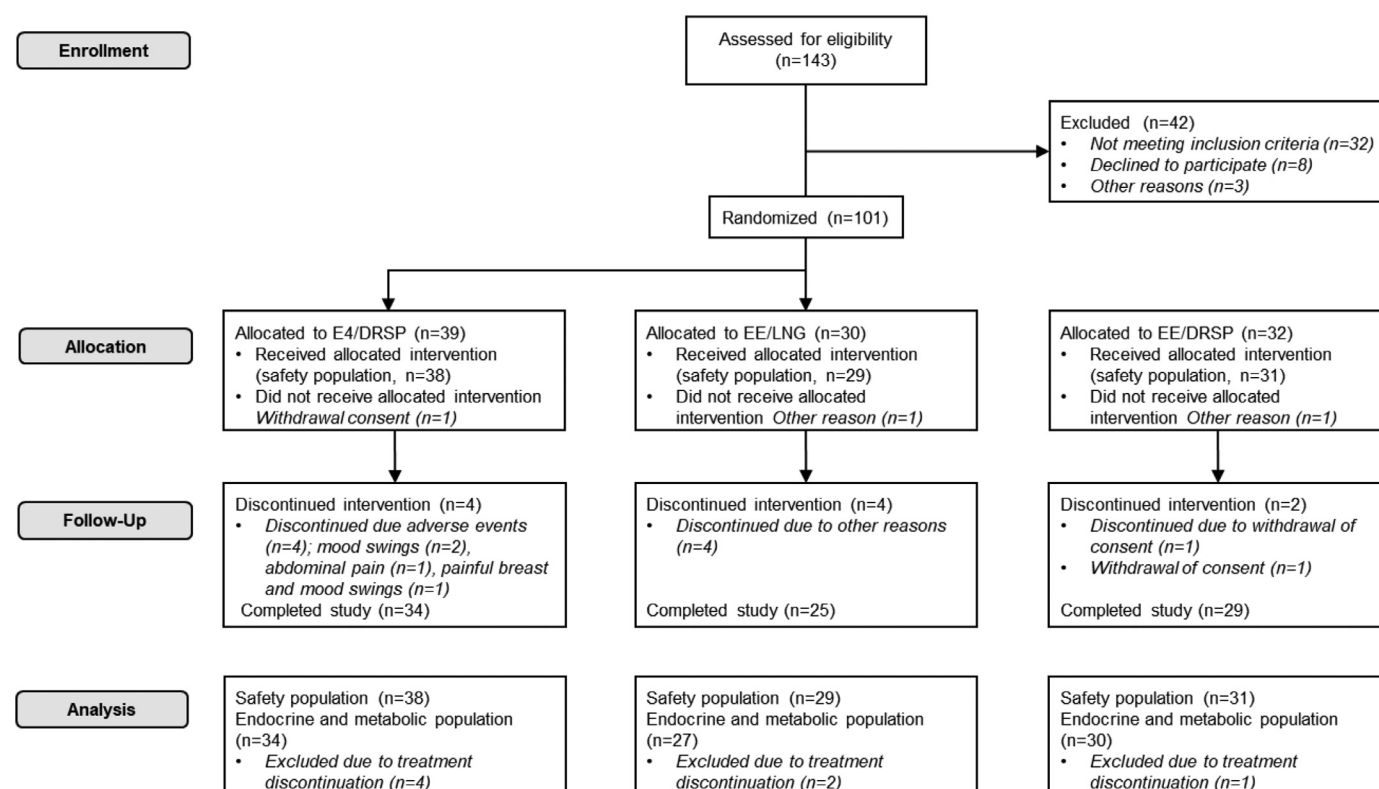 Enrollment
Assessed for eligibility
(n=143)
Excluded (n=42)
• Not meeting inclusion criteria (n=32)
• Declined to participate (n=8)
• Other reasons (n=3)
Randomized (n=101)
Allocation
Allocated to E4/DRSP (n=39)
• Received allocated intervention
(safety population, n=38)
• Did not receive allocated intervention
Withdrawal consent (n=1)
Allocated to EE/LNG (n=30)
• Received allocated intervention
(safety population, n=29)
• Did not receive allocated
intervention Other reason (n=1)
Allocated to EE/DRSP (n=32)
• Received allocated intervention
(safety population, n=31)
• Did not receive allocated
intervention Other reason (n=1)
Follow-Up
Discontinued intervention (n=4)
• Discontinued due adverse events
(n=4); mood swings (n=2),
abdominal pain (n=1), painful breast
and mood swings (n=1)
Completed study (n=34)
Discontinued intervention (n=4)
• Discontinued due to other reasons
(n=4)
Completed study (n=25)
Discontinued intervention (n=2)
• Discontinued due to withdrawal of
consent (n=1)
• Withdrawal of consent (n=1)
Completed study (n=29)
Analysis
Safety population (n=38)
Endocrine and metabolic population
(n=34)
• Excluded due to treatment
discontinuation (n=4)
Safety population (n=29)
Endocrine and metabolic population
(n=27)
• Excluded due to treatment
discontinuation (n=2)
Safety population (n=31)
Endocrine and metabolic population
(n=30)
• Excluded due to treatment
discontinuation (n=1)